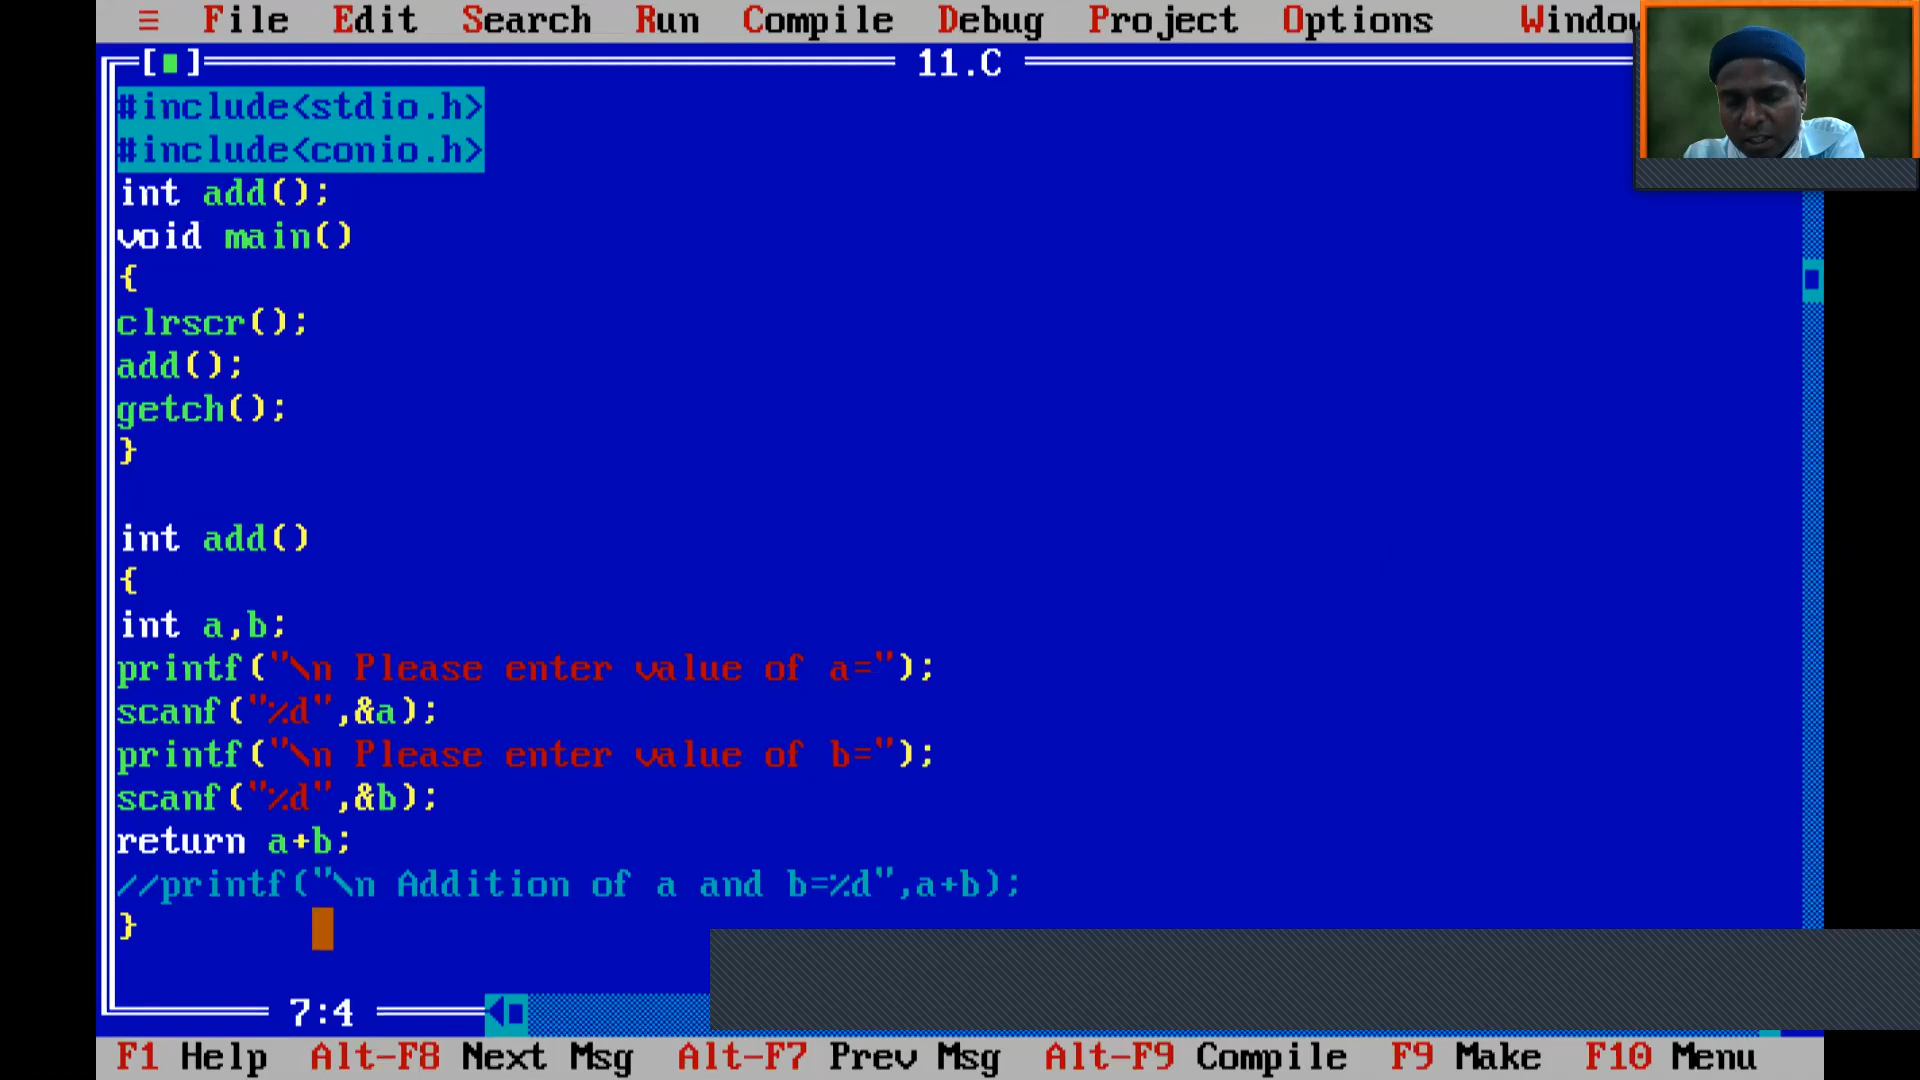 ≡ File Edit Search Run Compile Debug Project Options Window
[■] 11.C
#include<stdio.h>
#include<conio.h>
int add();
void main()
{
clrscr();
add();
getch();
}
int add()
{
int a,b;
printf("\n Please enter value of a=");
scanf("%d",&a);
printf("\n Please enter value of b=");
scanf("%d",&b);
return a+b;
//printf("\n Addition of a and b=%d",a+b);
}
7:4
F1 Help Alt-F8 Next Msg Alt-F7 Prev Msg Alt-F9 Compile F9 Make F10 Menu